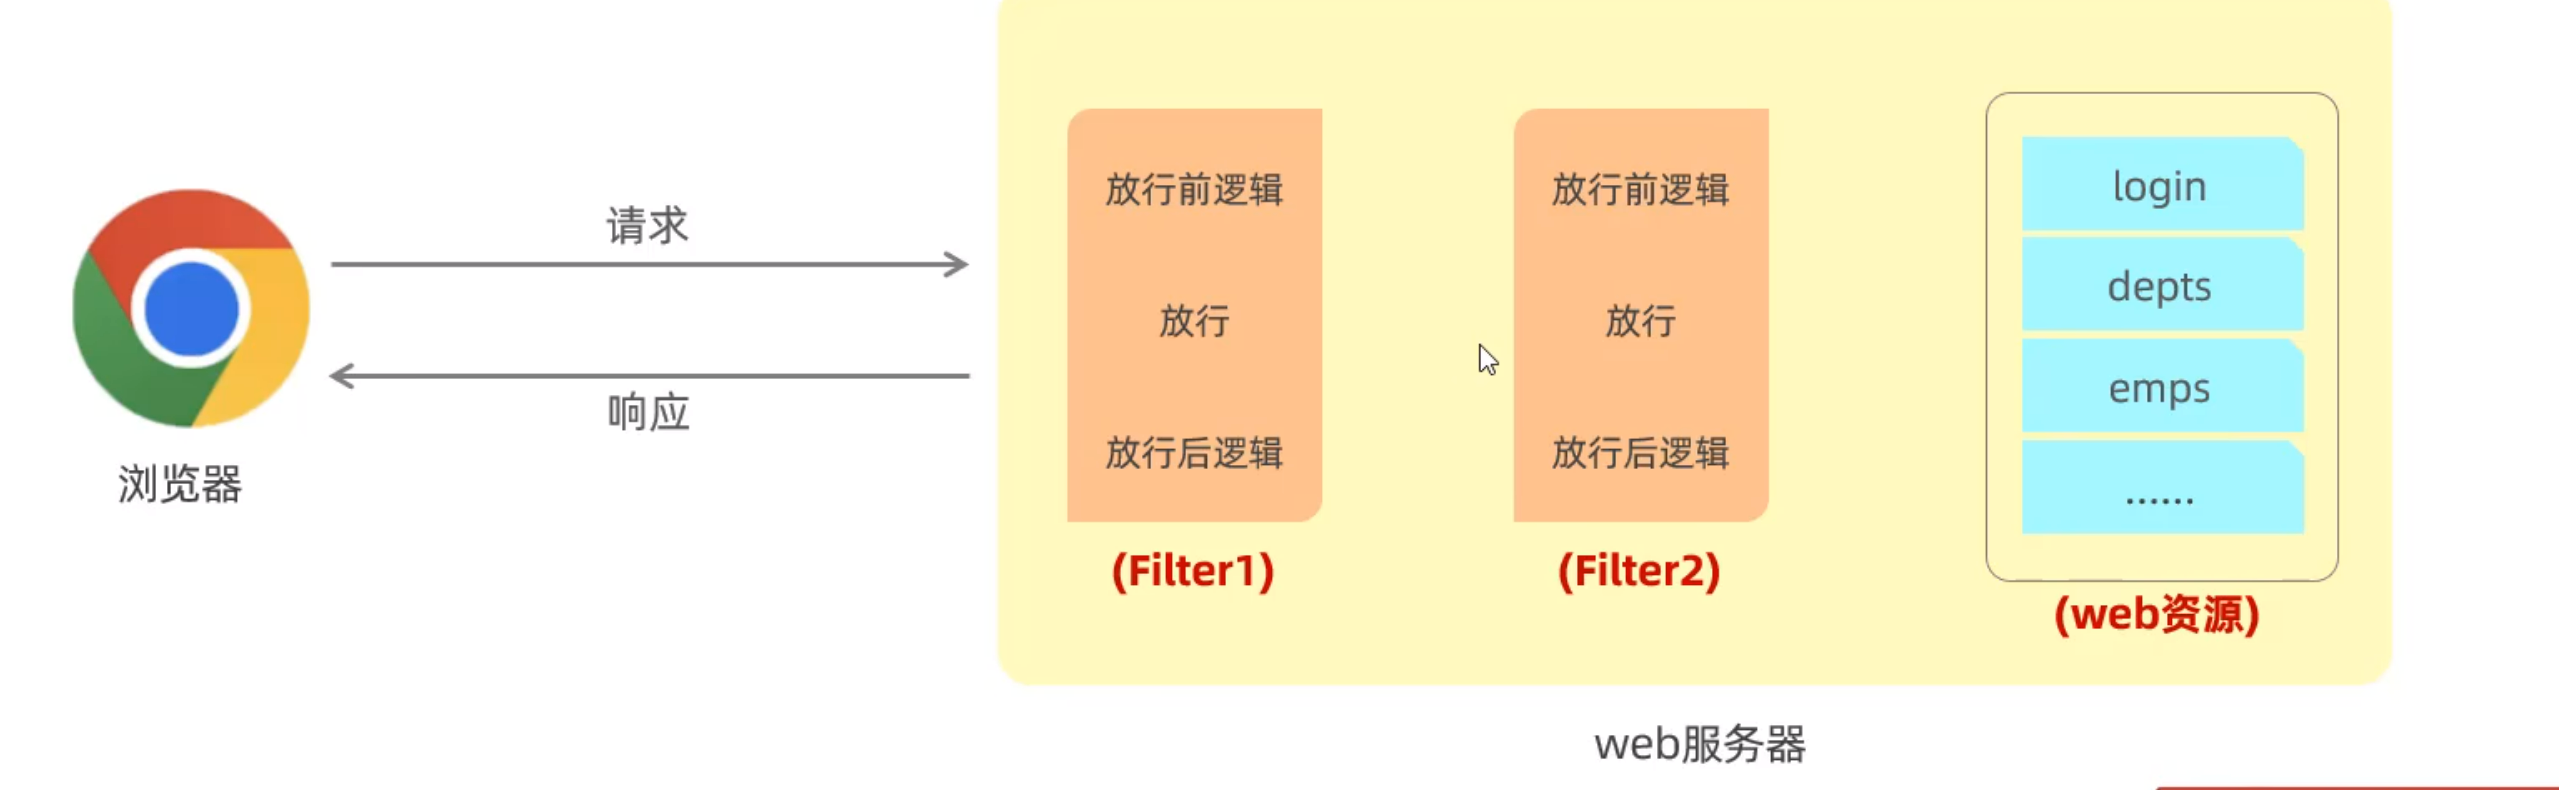 请求
响应
浏览器
放行前逻辑
放行
放行后逻辑
(Filter1)
放行前逻辑
放行
放行后逻辑
(Filter2)
login
depts
emps
......
(web资源)
web服务器